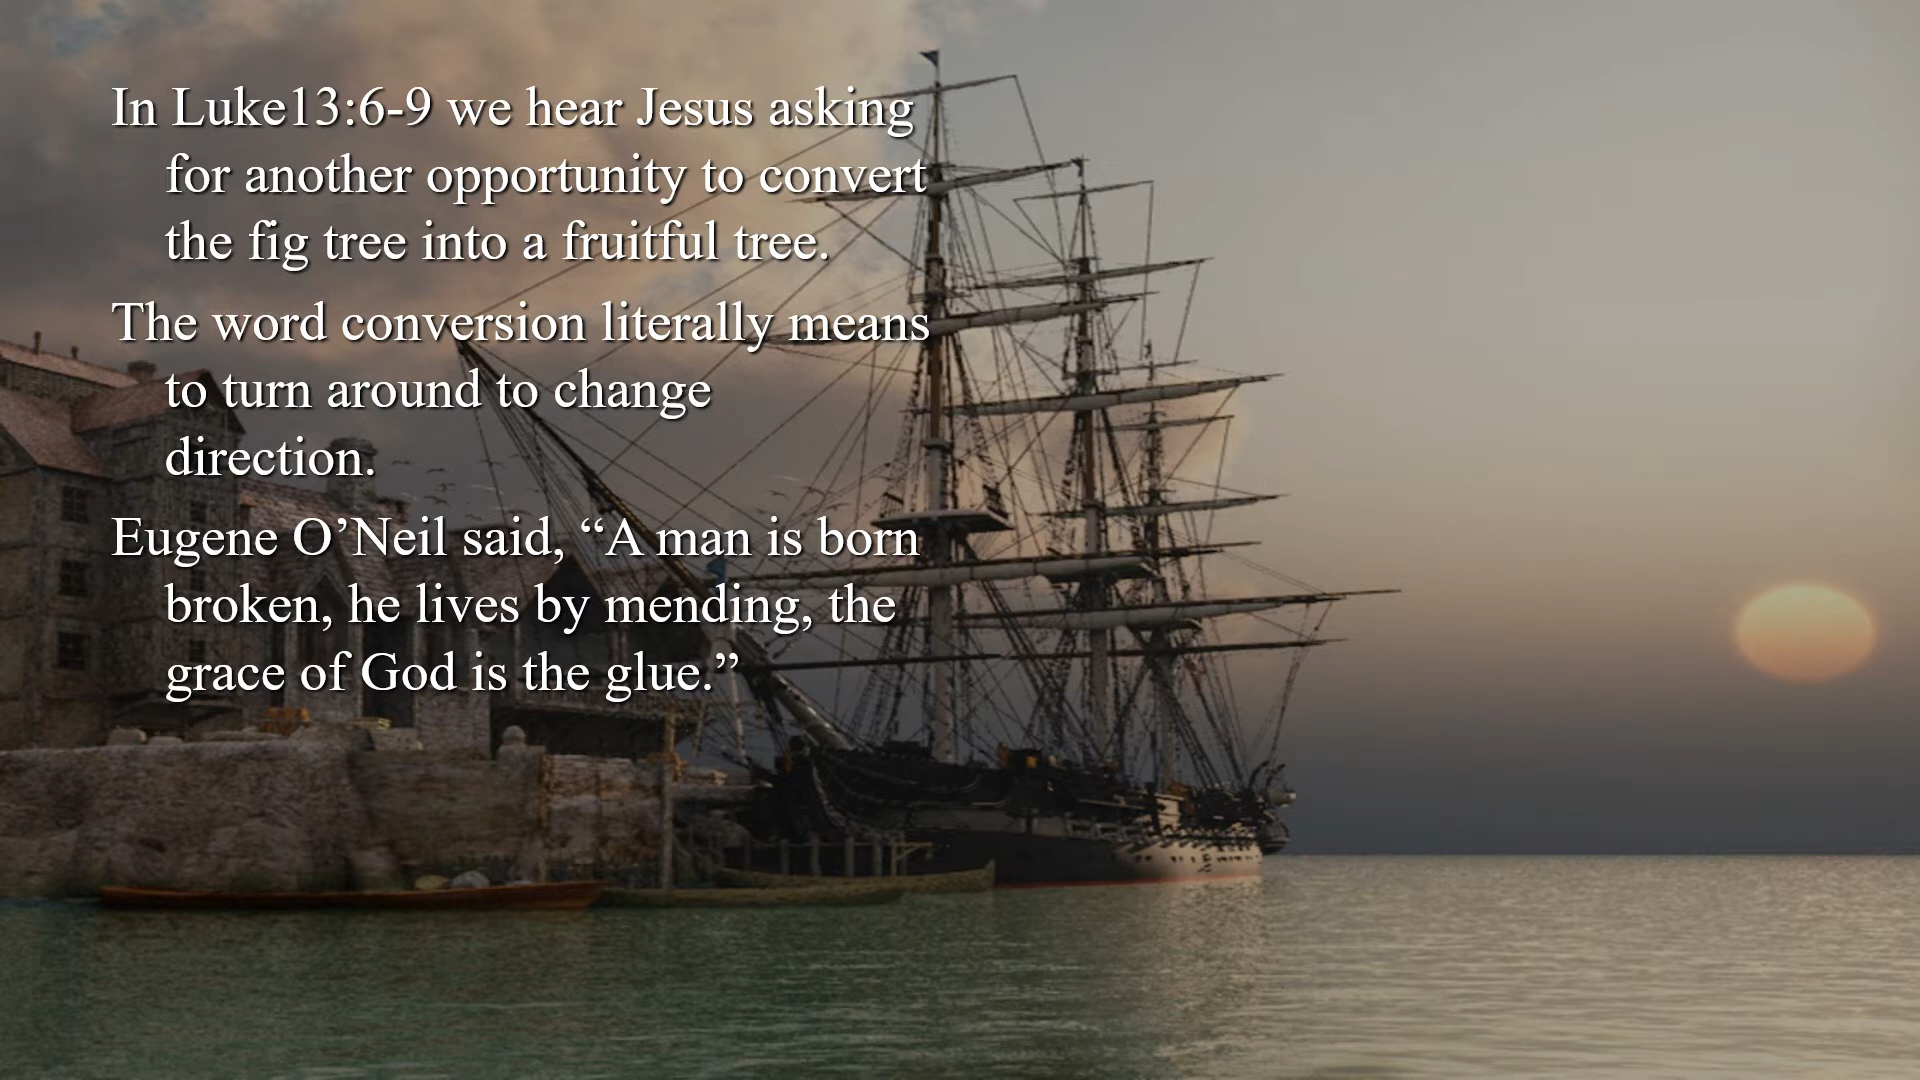 In Luke13:6-9 we hear Jesus asking
for another opportunity to convert
the fig tree into a fruitful tree.
The word conversion literally means
to turn around to change
direction.
Eugene O’Neil said, “A man is born
broken, he lives by mending, the
grace of God is the glue.”